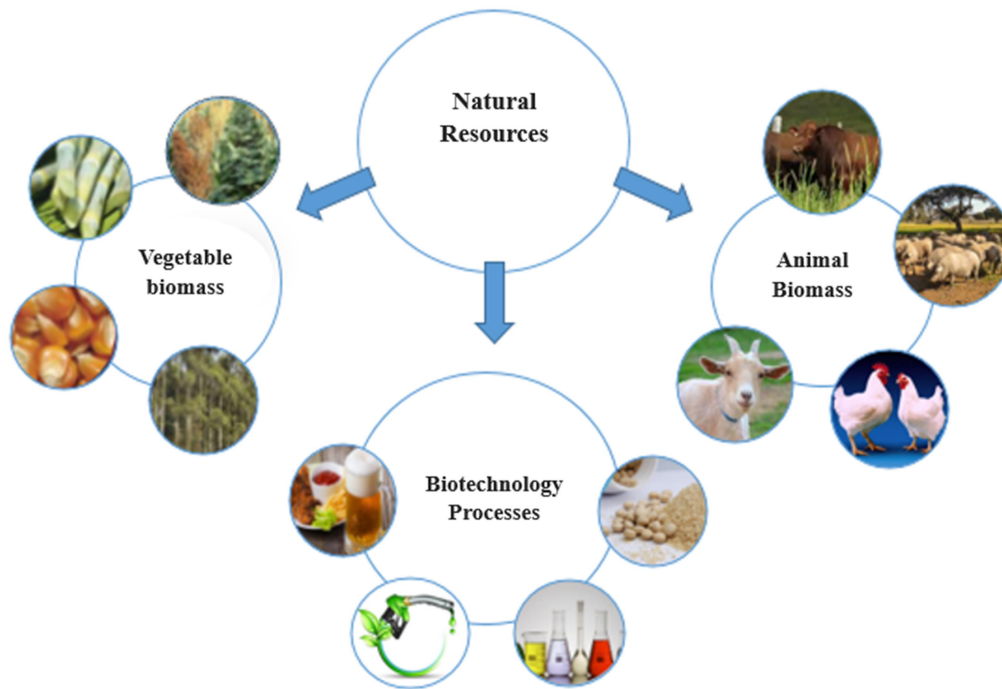 Natural
Resources
Vegetable
biomass
Animal
Biomass
Biotechnology
Processes